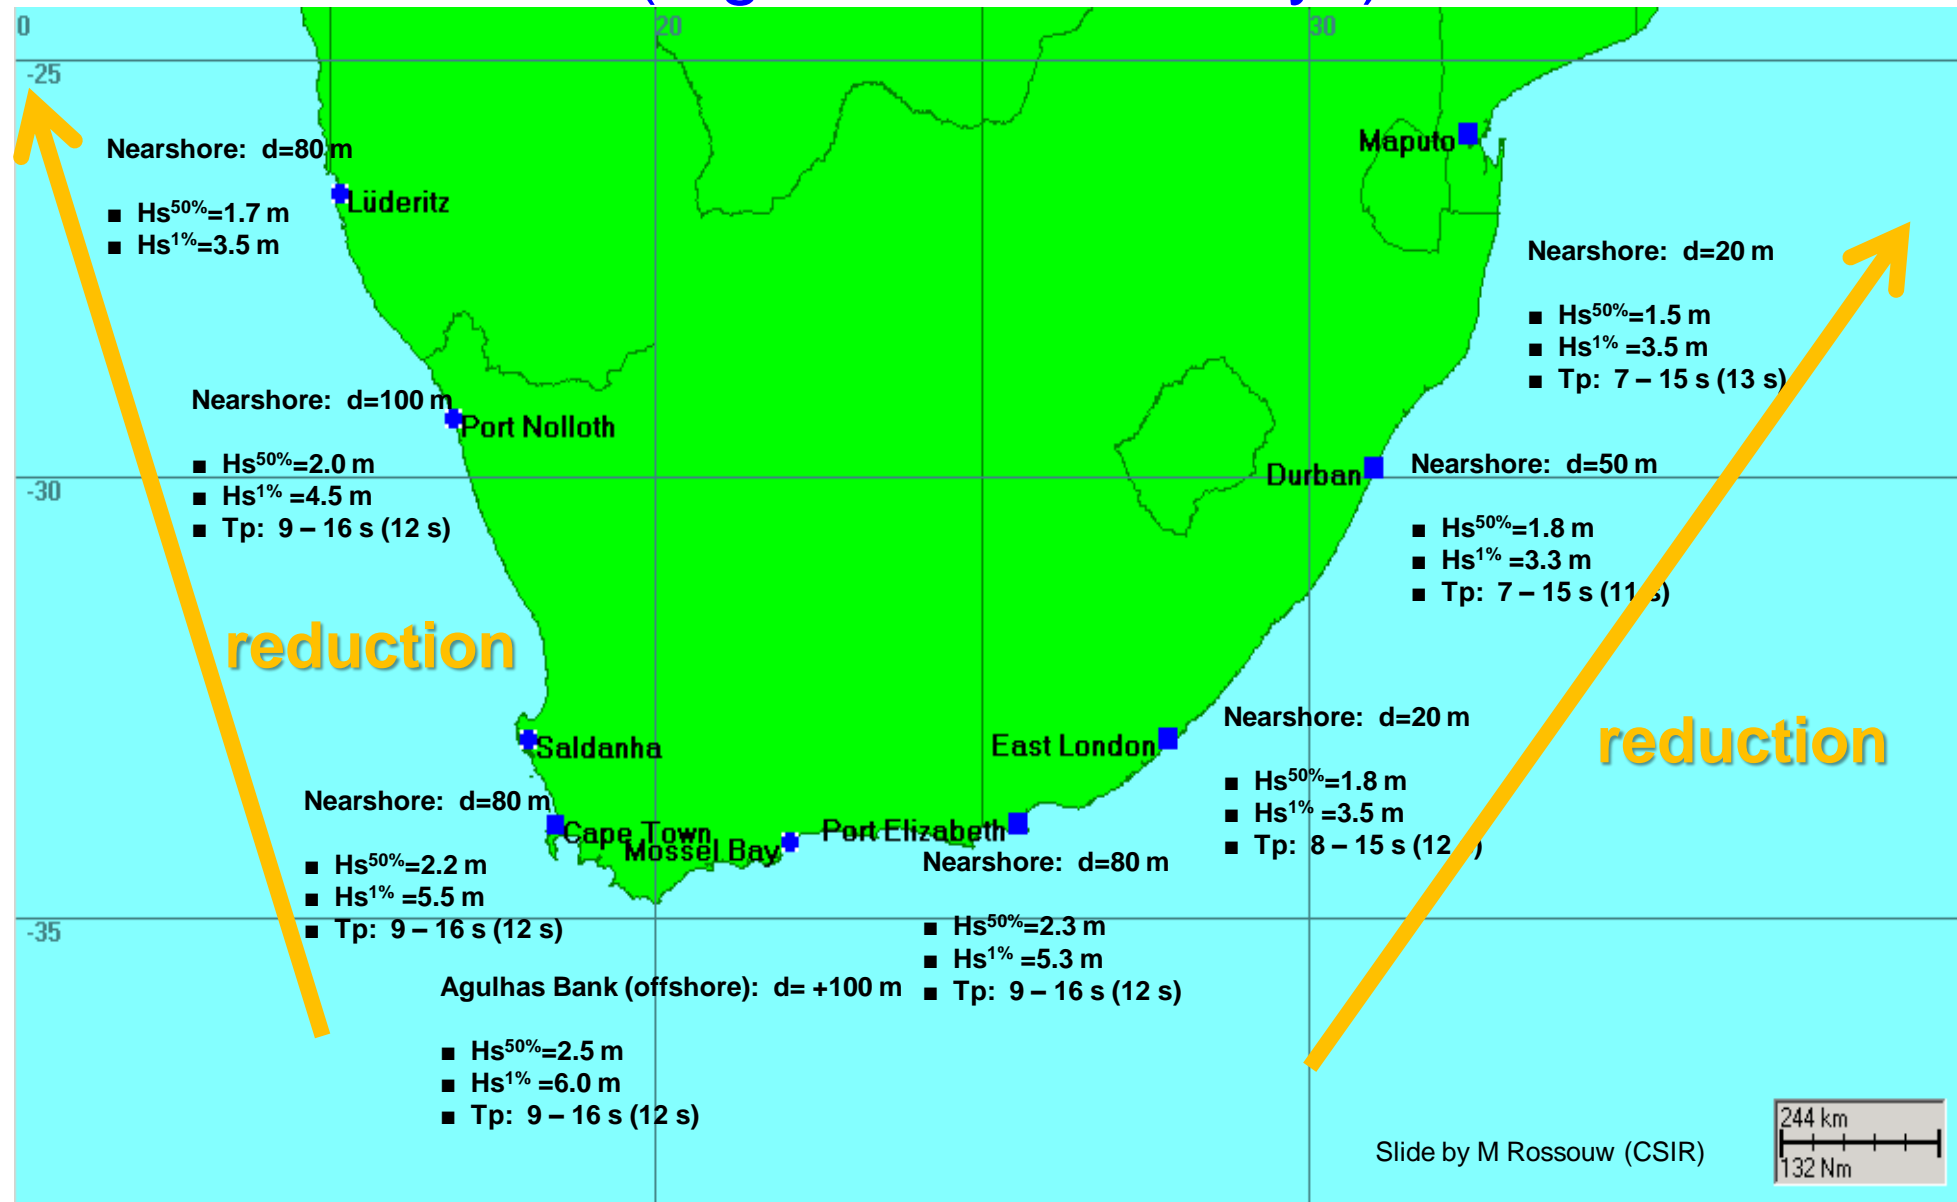 0
20
30
-25
Nearshore: d=80 m
■ Hs50%=1.7 m
■ Hs1%=3.5 m
Lüderitz
Maputo
Nearshore: d=20 m
■ Hs50%=1.5 m
■ Hs1% =3.5 m
■ Tp: 7 – 15 s (13 s)
Nearshore: d=100 m
■ Hs50%=2.0 m
■ Hs1% =4.5 m
■ Tp: 9 – 16 s (12 s)
Port Nolloth
-30
Durban
Nearshore: d=50 m
■ Hs50%=1.8 m
■ Hs1% =3.3 m
■ Tp: 7 – 15 s (11 s)
reduction
reduction
Saldanha
East London
Nearshore: d=20 m
■ Hs50%=1.8 m
■ Hs1% =3.5 m
■ Tp: 8 – 15 s (12 s)
Nearshore: d=80 m
■ Hs50%=2.2 m
■ Hs1% =5.5 m
■ Tp: 9 – 16 s (12 s)
Cape Town
Mossel Bay
Port Elizabeth
Nearshore: d=80 m
■ Hs50%=2.3 m
■ Hs1% =5.3 m
■ Tp: 9 – 16 s (12 s)
-35
Agulhas Bank (offshore): d= +100 m
■ Hs50%=2.5 m
■ Hs1% =6.0 m
■ Tp: 9 – 16 s (12 s)
Slide by M Rossouw (CSIR)
244 km
132 Nm